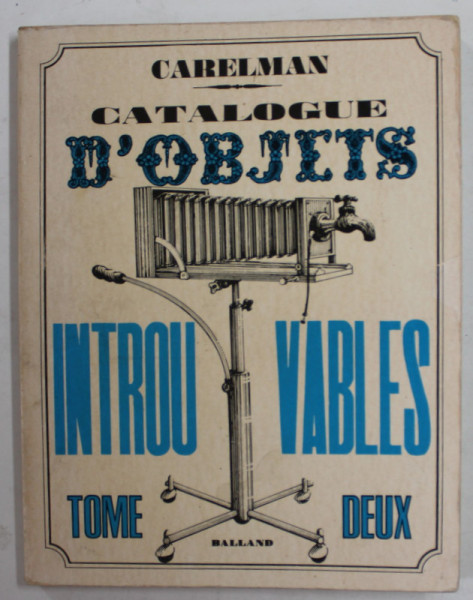 CARELMAN
CATALOGUE
D'OBJETS
INTROU VABLES
TOME DEUX
BALLAND